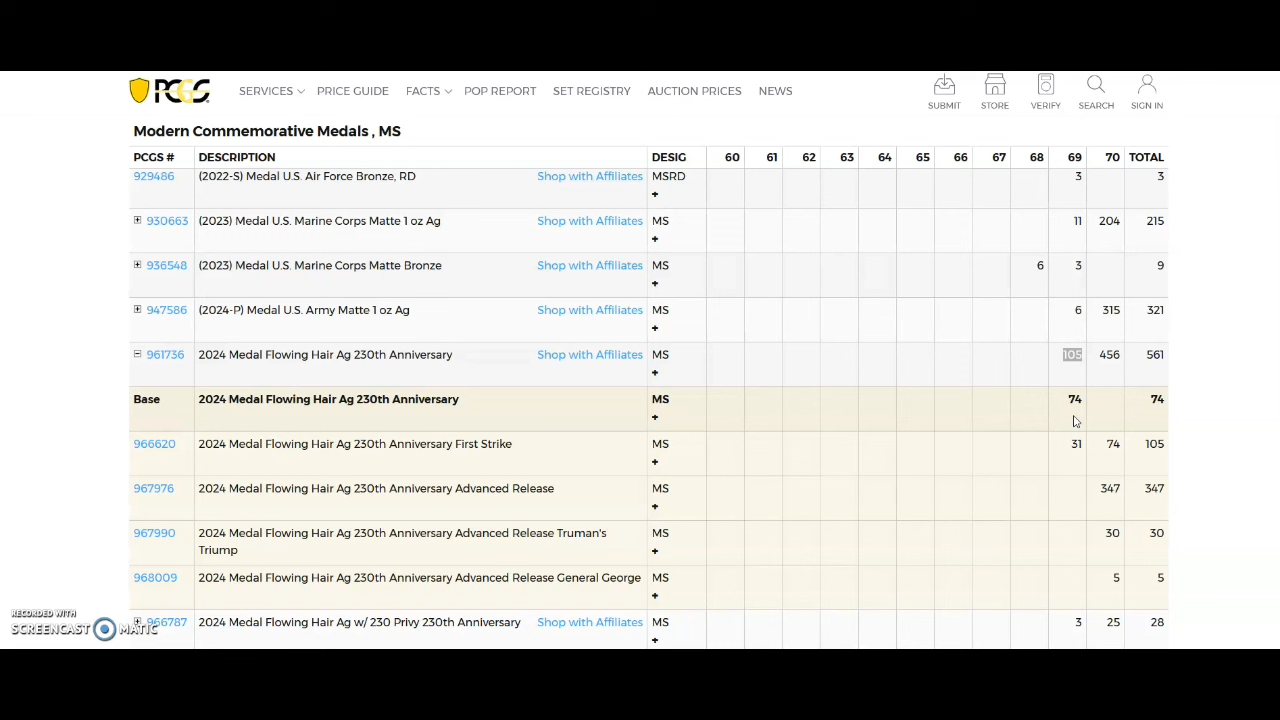 PCGS SERVICES PRICE GUIDE FACTS POP REPORT SET REGISTRY AUCTION PRICES NEWS SUBMIT STORE VERIFY SEARCH SIGN IN
Modern Commemorative Medals , MS
PCGS # DESCRIPTION DESIG 60 61 62 63 64 65 66 67 68 69 70 TOTAL
929486 (2022-S) Medal U.S. Air Force Bronze, RD Shop with Affiliates MSRD 3 3
+
930663 (2023) Medal U.S. Marine Corps Matte 1 oz Ag Shop with Affiliates MS 11 204 215
+
936548 (2023) Medal U.S. Marine Corps Matte Bronze Shop with Affiliates MS 6 3 9
+
947586 (2024-P) Medal U.S. Army Matte 1 oz Ag Shop with Affiliates MS 6 315 321
+
961736 2024 Medal Flowing Hair Ag 230th Anniversary Shop with Affiliates MS 105 456 561
+
Base 2024 Medal Flowing Hair Ag 230th Anniversary MS 74 74
+
966620 2024 Medal Flowing Hair Ag 230th Anniversary First Strike MS 31 74 105
+
967976 2024 Medal Flowing Hair Ag 230th Anniversary Advanced Release MS 347 347
+
967990 2024 Medal Flowing Hair Ag 230th Anniversary Advanced Release Truman's MS 30 30
Triump +
968009 2024 Medal Flowing Hair Ag 230th Anniversary Advanced Release General George MS 5 5
+
966787 2024 Medal Flowing Hair Ag w/ 230 Privy 230th Anniversary Shop with Affiliates MS 3 25 28
+
RECORDED WITH
SCREENCAST MATIC